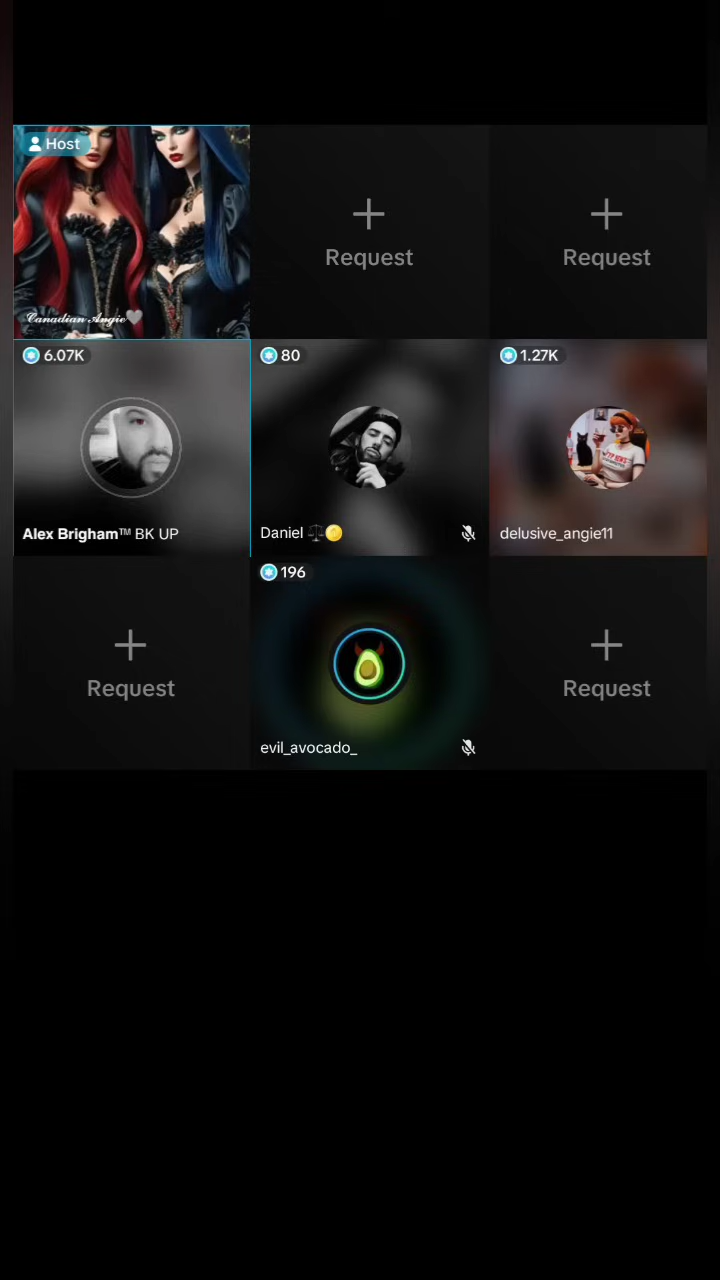 Host
Canadian Angie🤍
Request
Request
6.07K
80
1.27K
Alex Brigham™ BK UP
Daniel ⚖️🪙
delusive_angie11
196
Request
Request
evil_avocado_